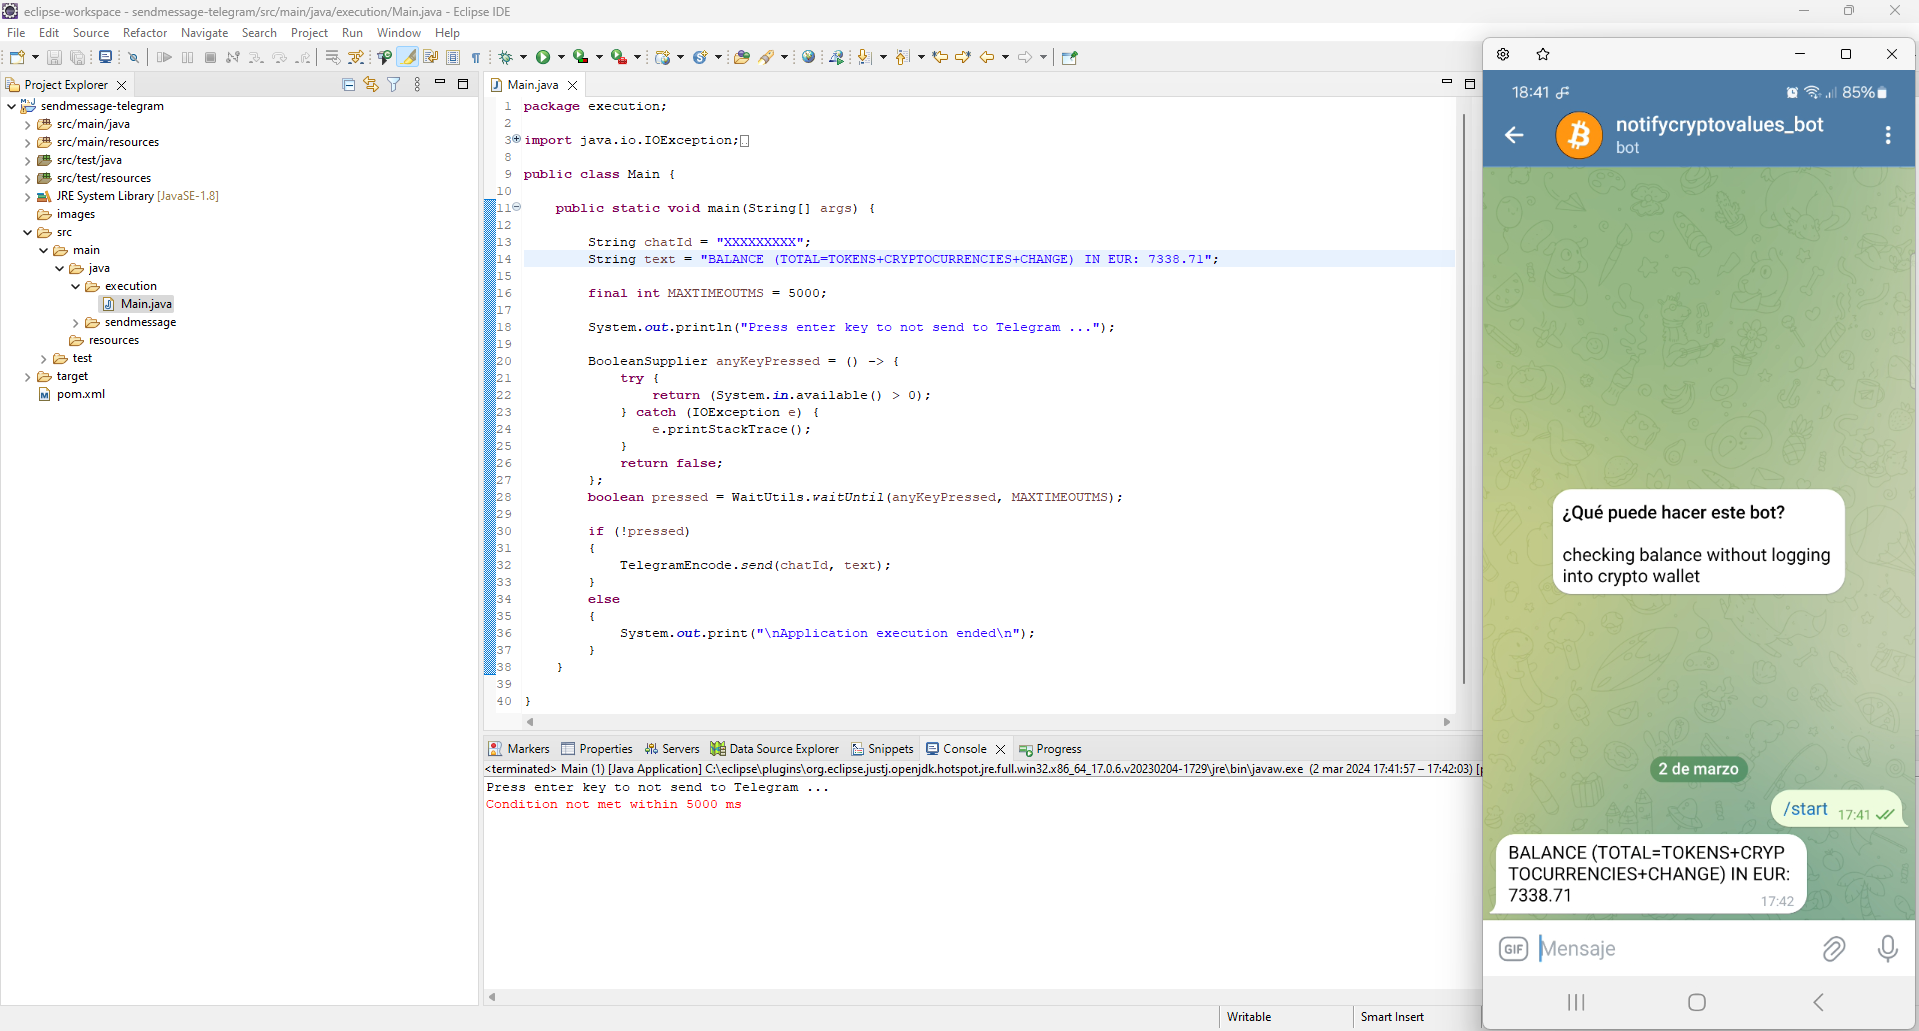 eclipse-workspace - sendmessage-telegram/src/main/java/execution/Main.java - Eclipse IDE
File Edit Source Refactor Navigate Search Project Run Window Help
Project Explorer
sendmessage-telegram
src/main/java
src/main/resources
src/test/java
src/test/resources
JRE System Library [JavaSE-1.8]
images
src
main
java
execution
Main.java
sendmessage
resources
test
target
pom.xml
Main.java
1 package execution;
2
3 import java.io.IOException;
8
9 public class Main {
10
11 public static void main(String[] args) {
12
13 String chatId = "XXXXXXXXX";
14 String text = "BALANCE (TOTAL=TOKENS+CRYPTOCURRENCIES+CHANGE) IN EUR: 7338.71";
15
16 final int MAXTIMEOUTMS = 5000;
17
18 System.out.println("Press enter key to not send to Telegram ...");
19
20 BooleanSupplier anyKeyPressed = () -> {
21 try {
22 return (System.in.available() > 0);
23 } catch (IOException e) {
24 e.printStackTrace();
25 }
26 return false;
27 };
28 boolean pressed = WaitUtils.waitUntil(anyKeyPressed, MAXTIMEOUTMS);
29
30 if (!pressed)
31 {
32 TelegramEncode.send(chatId, text);
33 }
34 else
35 {
36 System.out.print("\nApplication execution ended\n");
37 }
38 }
39
40 }
Markers Properties Servers Data Source Explorer Snippets Console Progress
<terminated> Main (1) [Java Application] C:\eclipse\plugins\org.eclipse.justj.openjdk.hotspot.jre.full.win32.x86_64_17.0.6.v20230204-1729\jre\bin\javaw.exe (2 mar 2024 17:41:57 – 17:42:03)
Press enter key to not send to Telegram ...
Condition not met within 5000 ms
Writable
Smart Insert
18:41
85%
notifycryptovalues_bot
bot
¿Qué puede hacer este bot?
checking balance without logging
into crypto wallet
2 de marzo
/start 17:41
BALANCE (TOTAL=TOKENS+CRYP
TOCURRENCIES+CHANGE) IN EUR:
7338.71
17:42
GIF
Mensaje